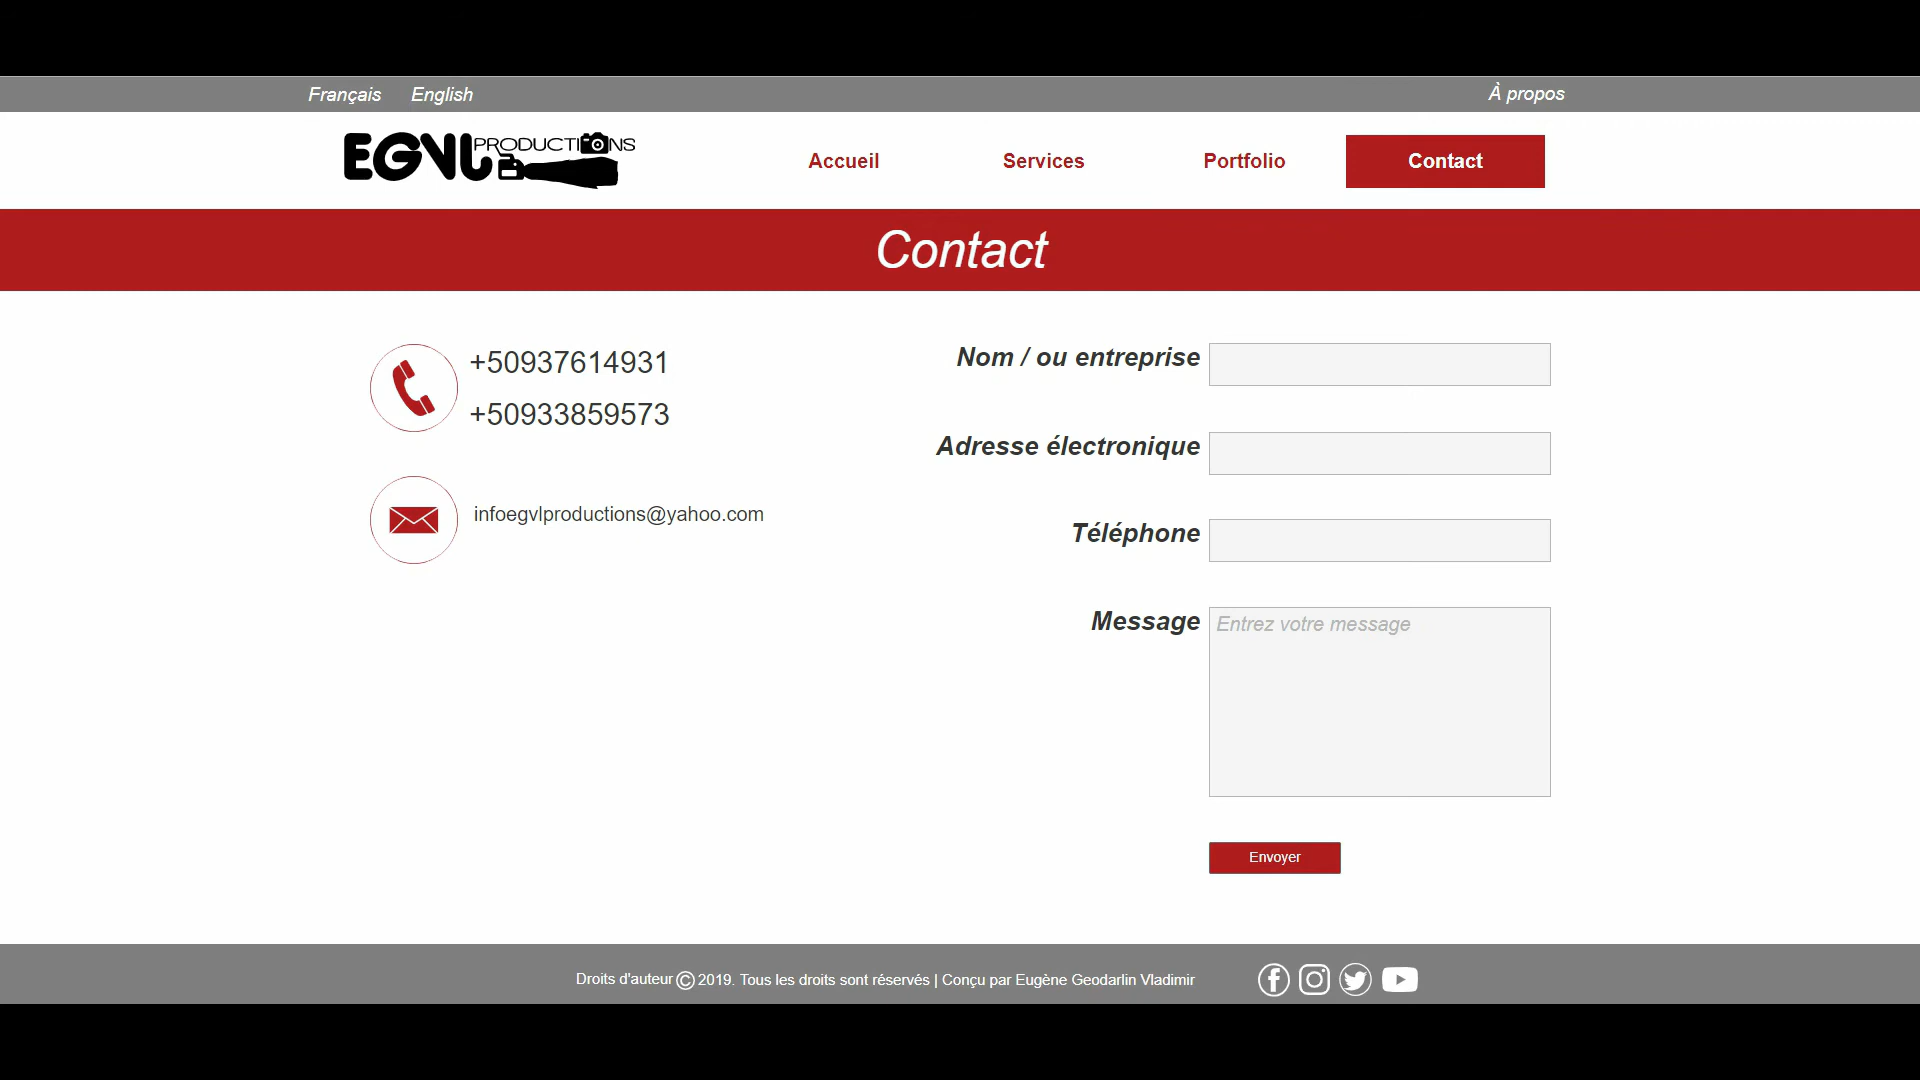 Français English À propos
EGVL PRODUCTIONS
Accueil Services Portfolio Contact
Contact
+50937614931
+50933859573
infoegvlproductions@yahoo.com
Nom / ou entreprise
Adresse électronique
Téléphone
Message
Entrez votre message
Envoyer
Droits d'auteur © 2019. Tous les droits sont réservés | Conçu par Eugène Geodarlin Vladimir